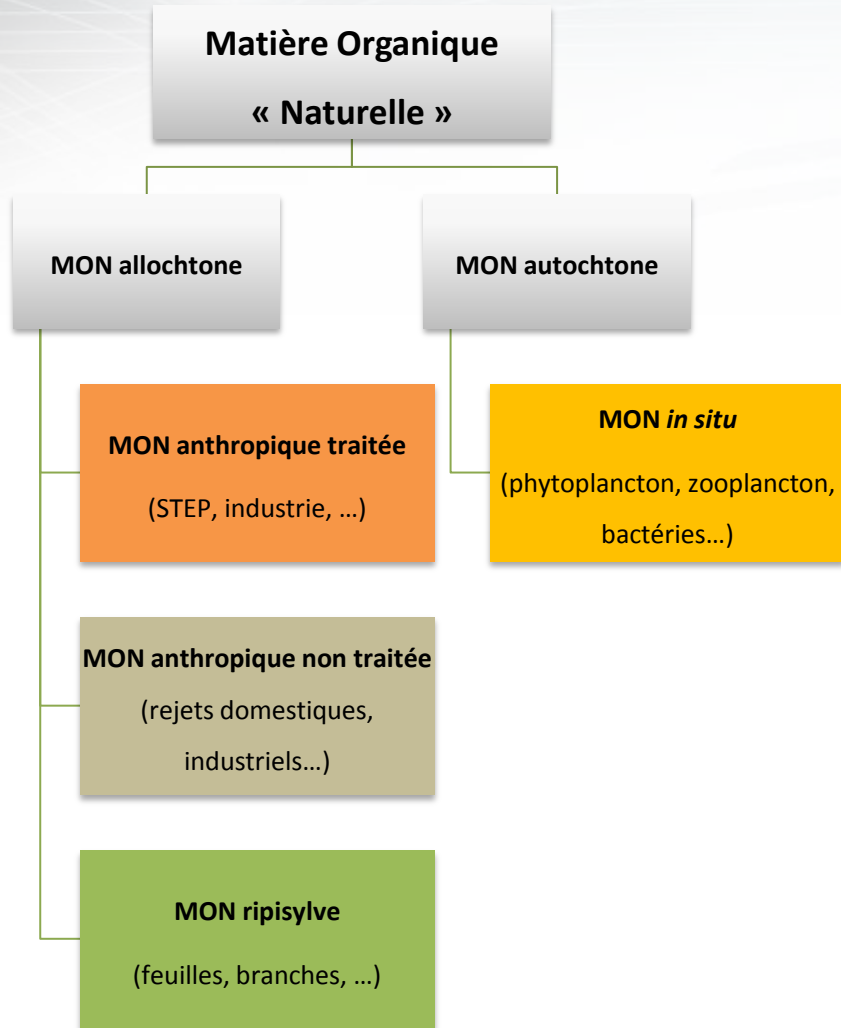 Matière Organique
« Naturelle »
MON allochtone
MON autochtone
MON anthropique traitée
(STEP, industrie, …)
MON in situ
(phytoplancton, zooplancton,
bactéries…)
MON anthropique non traitée
(rejets domestiques,
industriels…)
MON ripisylve
(feuilles, branches, …)